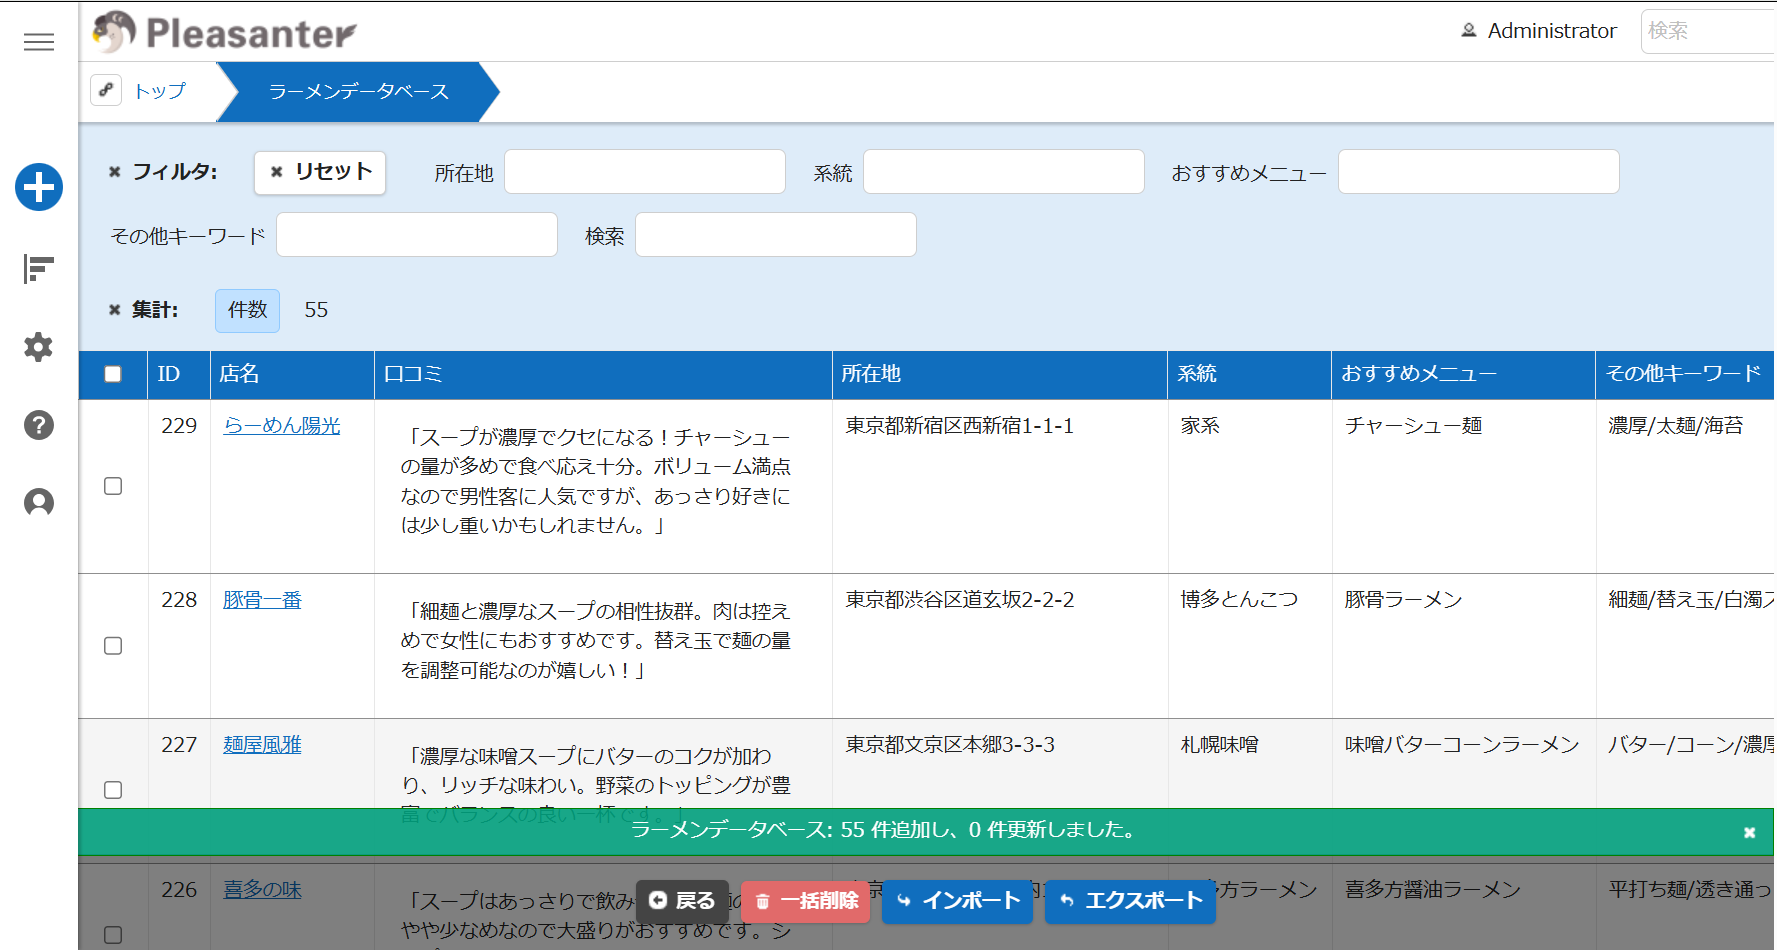 Pleasanter
Administrator
検索
トップ
ラーメンデータベース
フィルタ:
リセット
所在地
系統
おすすめメニュー
その他キーワード
検索
集計:
件数
55
ID
店名
口コミ
所在地
系統
おすすめメニュー
その他キーワード
229
らーめん陽光
「スープが濃厚でクセになる！チャーシュー
の量が多めで食べ応え十分。ボリューム満点
なので男性客に人気ですが、あっさり好きに
は少し重いかもしれません。」
東京都新宿区西新宿1-1-1
家系
チャーシュー麺
濃厚/太麺/海苔
228
豚骨一番
「細麺と濃厚なスープの相性抜群。肉は控え
めで女性にもおすすめです。替え玉で麺の量
を調整可能なのが嬉しい！」
東京都渋谷区道玄坂2-2-2
博多とんこつ
豚骨ラーメン
細麺/替え玉/白濁ス
227
麺屋風雅
「濃厚な味噌スープにバターのコクが加わ
り、リッチな味わい。野菜のトッピングが豊
富でバランスの良い一杯です。」
東京都文京区本郷3-3-3
札幌味噌
味噌バターコーンラーメン
バター/コーン/濃厚
ラーメンデータベース: 55 件追加し、0 件更新しました。
226
喜多の味
「スープはあっさりで飲み
やや少なめなので大盛りがおすすめです。シ
方ラーメン
喜多方醤油ラーメン
平打ち麺/透き通っ
戻る
一括削除
インポート
エクスポート